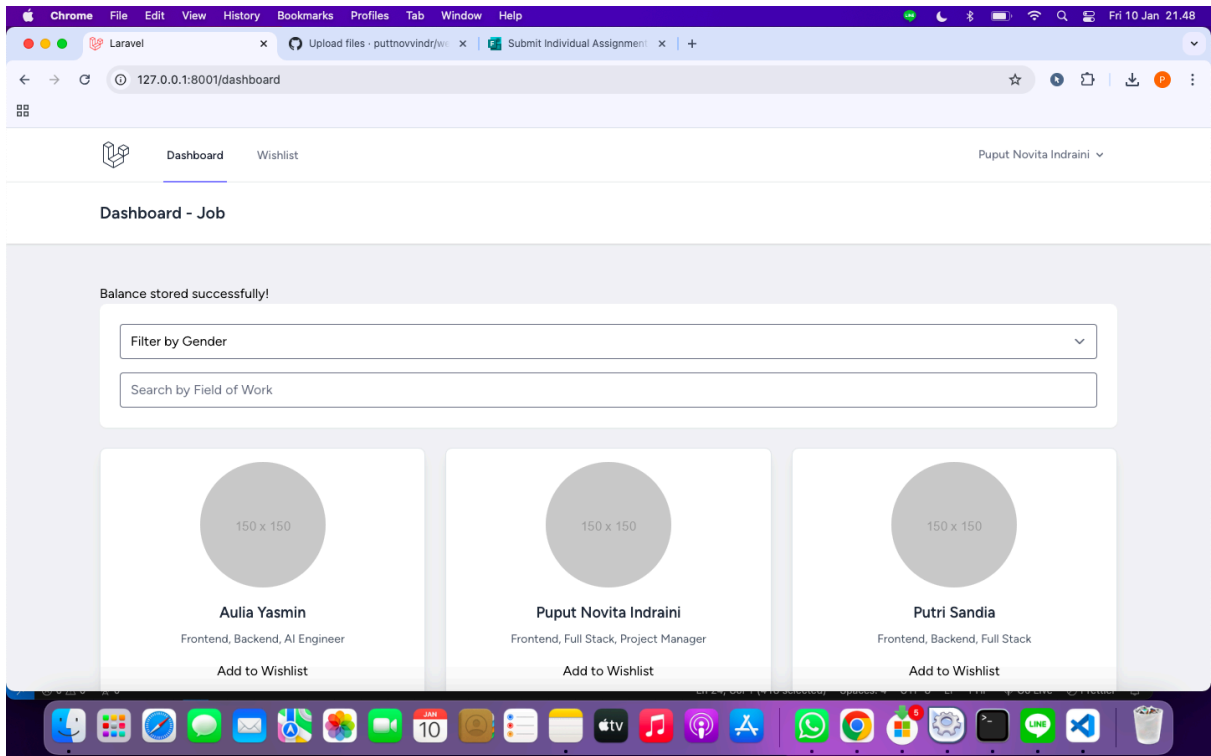 Chrome File Edit View History Bookmarks Profiles Tab Window Help Fri 10 Jan 21.48
Laravel Upload files · puttnovvindr/we Submit Individual Assignment
127.0.0.1:8001/dashboard P
Dashboard Wishlist Puput Novita Indraini
Dashboard - Job
Balance stored successfully!
Filter by Gender
Search by Field of Work
150 x 150 150 x 150 150 x 150
Aulia Yasmin Puput Novita Indraini Putri Sandia
Frontend, Backend, AI Engineer Frontend, Full Stack, Project Manager Frontend, Backend, Full Stack
Add to Wishlist Add to Wishlist Add to Wishlist
JAN
10
tv
5
LINE